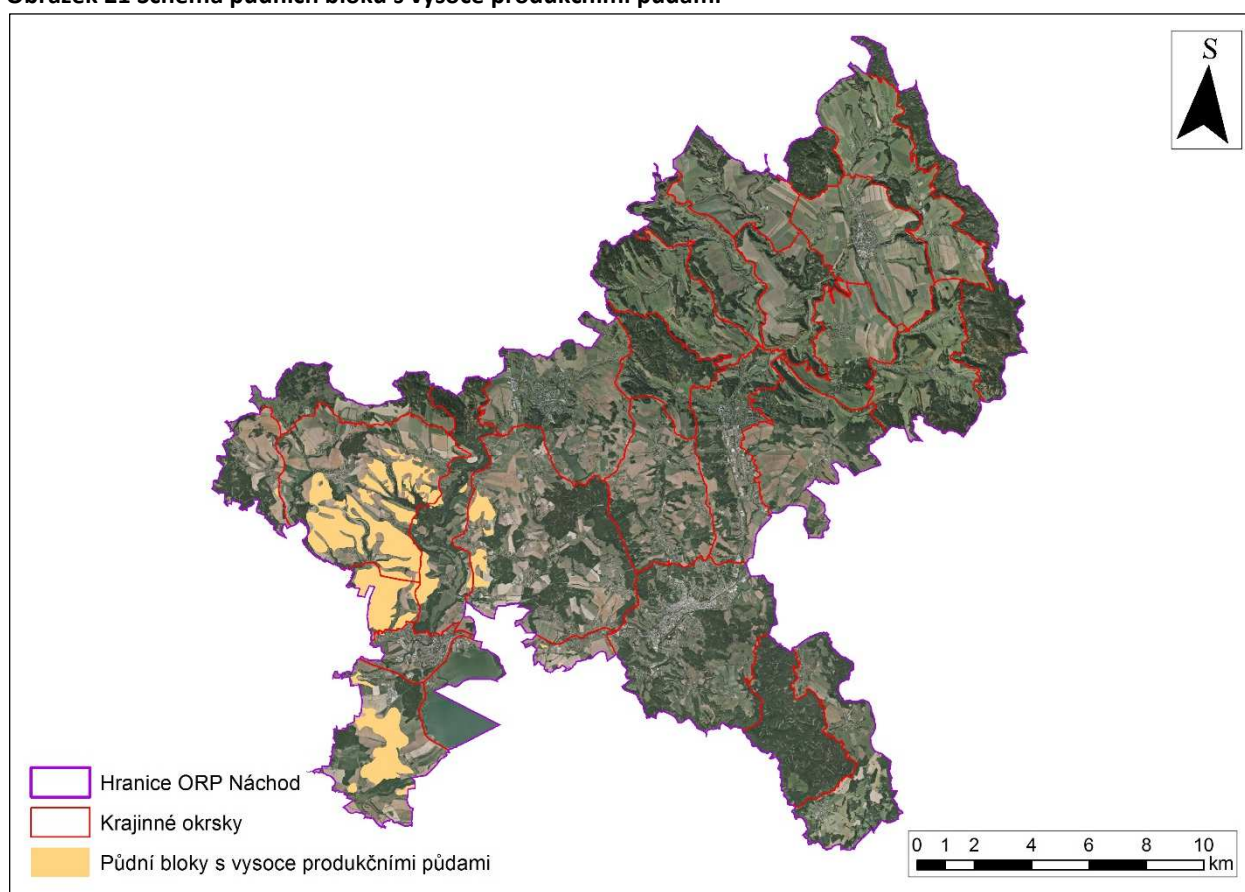 Obrázek 21 Schéma půdních bloků s vysoce produkčními půdami
S
Hranice ORP Náchod
Krajinné okrsky
Půdní bloky s vysoce produkčními půdami
0 1 2 4 6 8 10
km